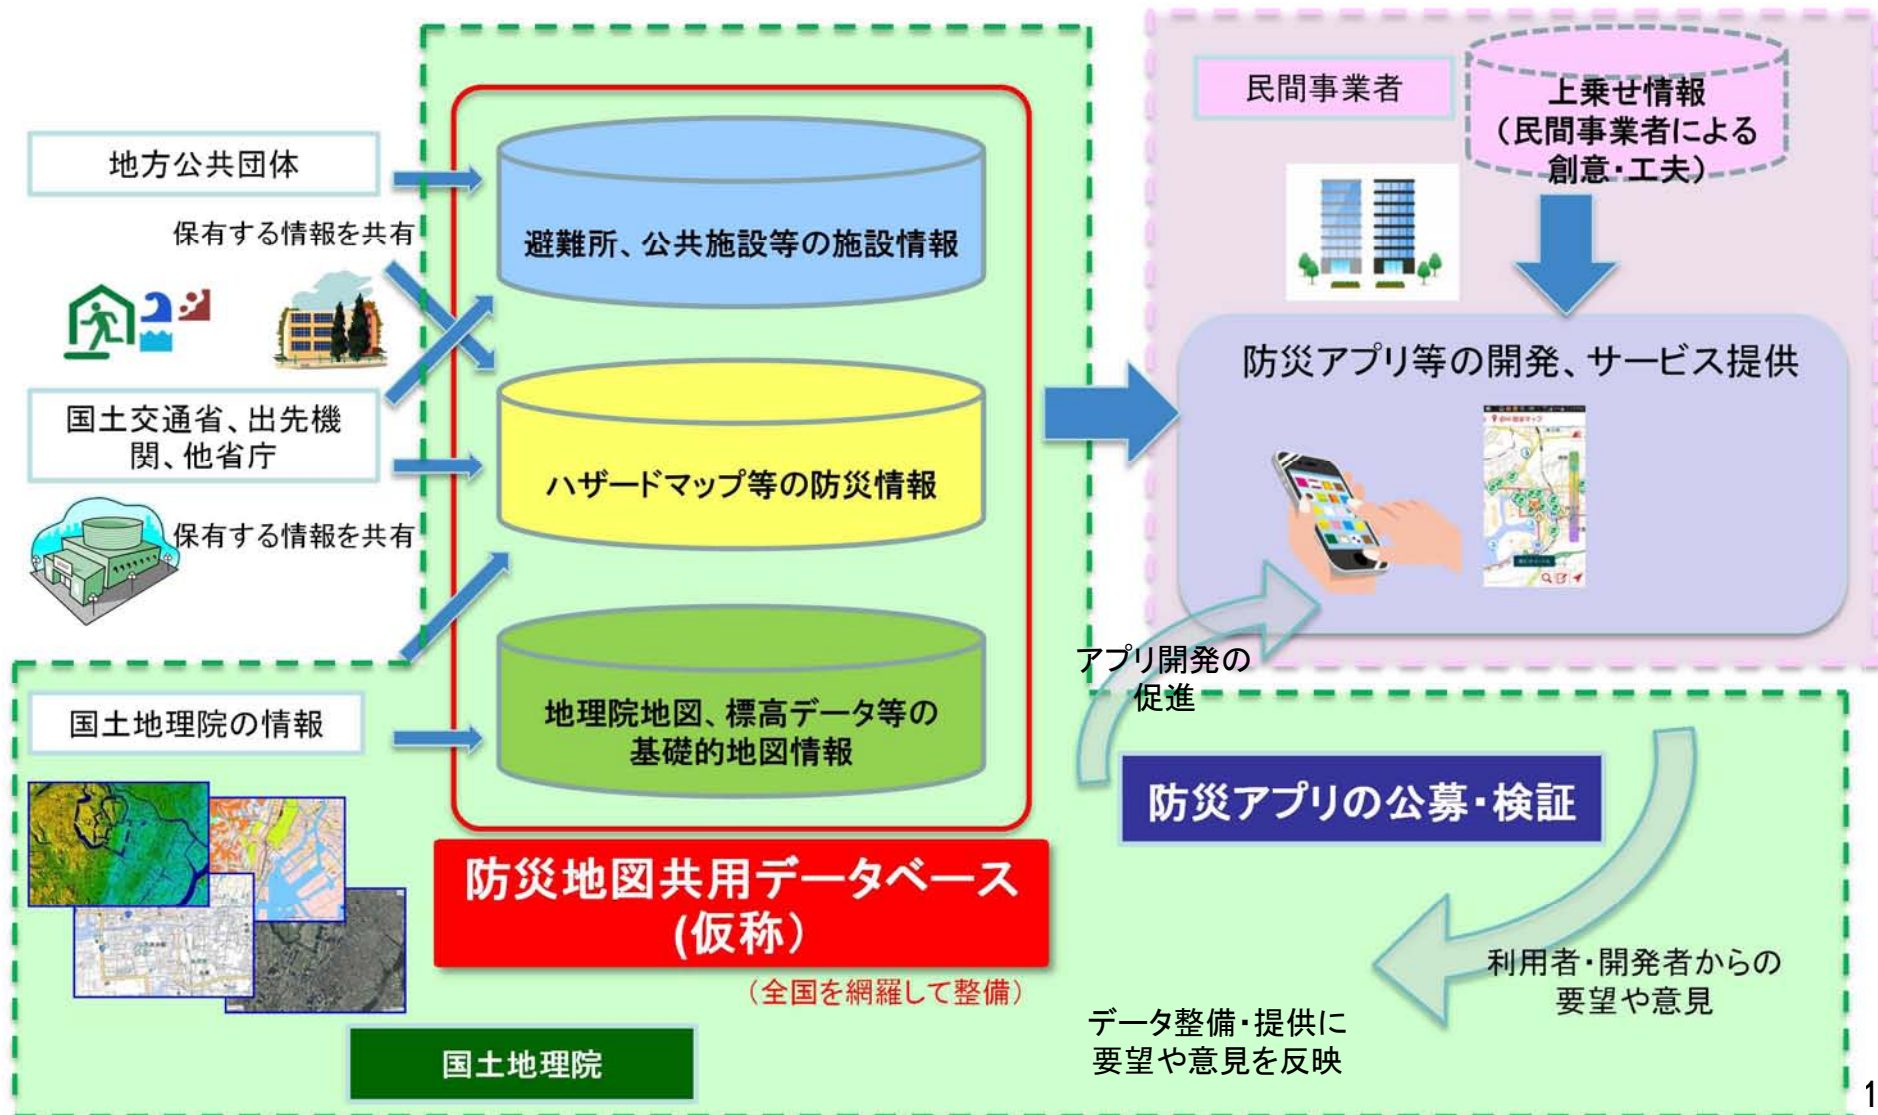 地方公共団体
保有する情報を共有
国土交通省、出先機
関、他省庁
保有する情報を共有
国土地理院の情報
避難所、公共施設等の施設情報
ハザードマップ等の防災情報
地理院地図、標高データ等の
基礎的地図情報
防災地図共用データベース
(仮称)
（全国を網羅して整備）
国土地理院
民間事業者
上乗せ情報
（民間事業者による
創意・工夫）
防災アプリ等の開発、サービス提供
アプリ開発の
促進
防災アプリの公募・検証
利用者・開発者からの
要望や意見
データ整備・提供に
要望や意見を反映
1